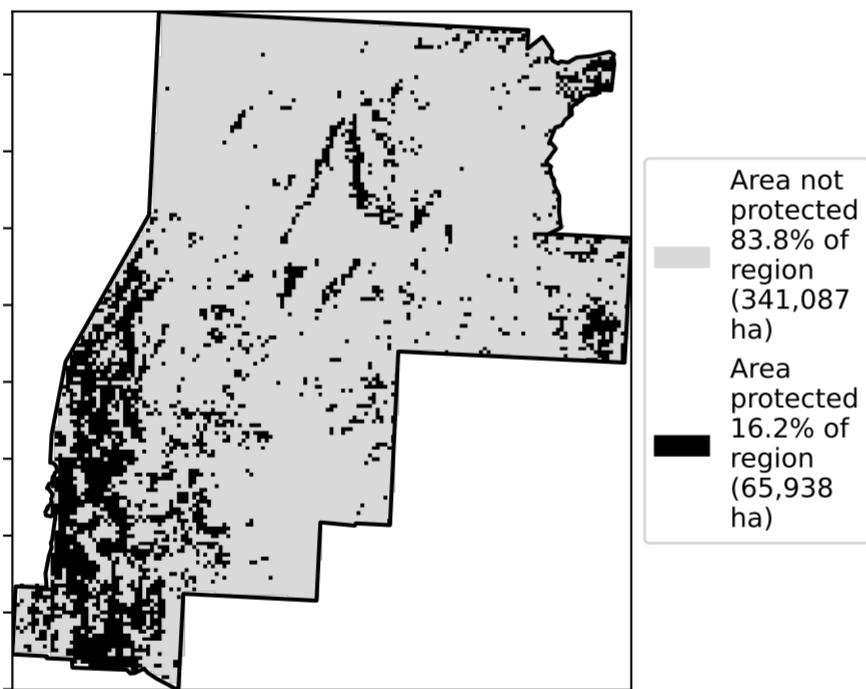 Area not
protected
83.8% of
region
(341,087
ha)
Area
protected
16.2% of
region
(65,938
ha)